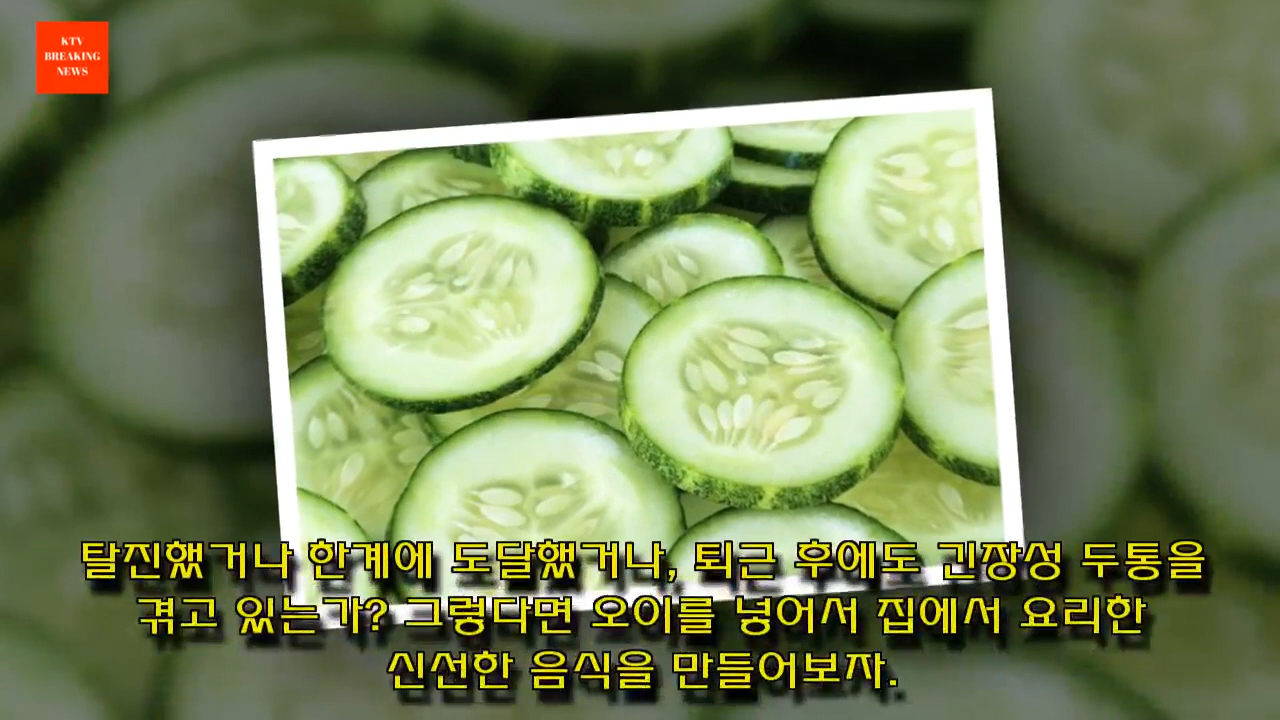 KTV
BREAKING
NEWS
탈진했거나 한계에 도달했거나, 퇴근 후에도 긴장성 두통을
겪고 있는가? 그렇다면 오이를 넣어서 집에서 요리한
신선한 음식을 만들어보자.